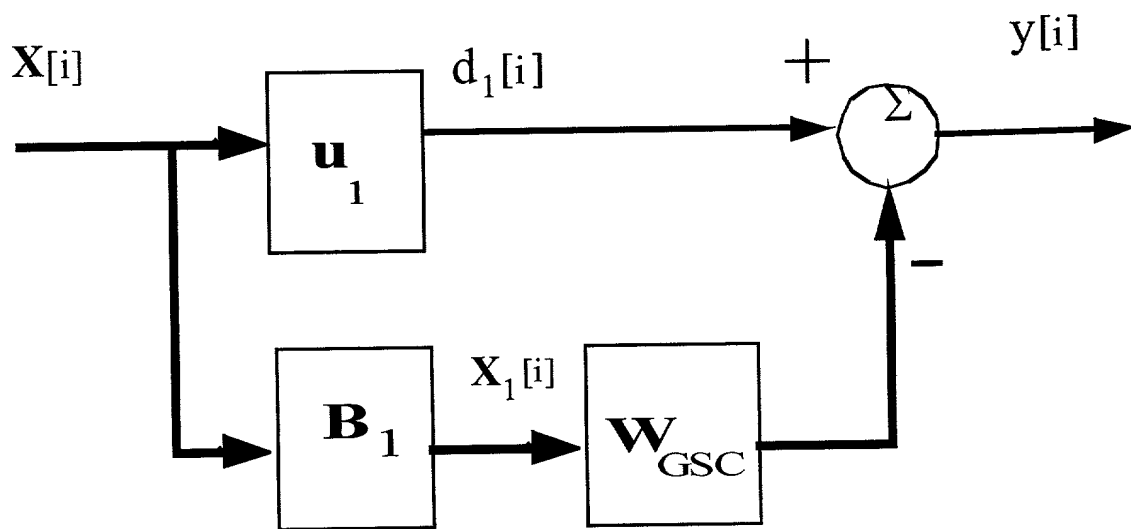 X[i]
u1
d1[i]
+
Σ
y[i]
–
B1
X1[i]
WGSC